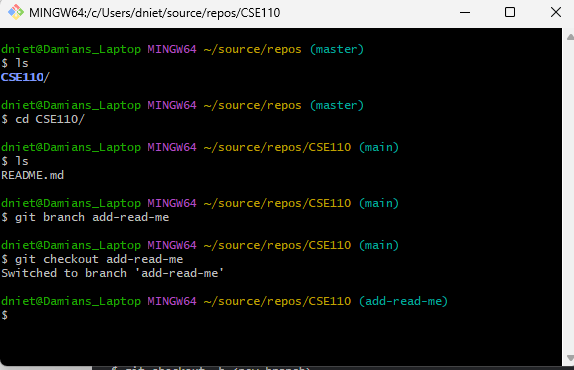 MINGW64:/c/Users/dniet/source/repos/CSE110
dniet@Damians_Laptop MINGW64 ~/source/repos (master)
$ ls
CSE110/
dniet@Damians_Laptop MINGW64 ~/source/repos (master)
$ cd CSE110/
dniet@Damians_Laptop MINGW64 ~/source/repos/CSE110 (main)
$ ls
README.md
dniet@Damians_Laptop MINGW64 ~/source/repos/CSE110 (main)
$ git branch add-read-me
dniet@Damians_Laptop MINGW64 ~/source/repos/CSE110 (main)
$ git checkout add-read-me
Switched to branch 'add-read-me'
dniet@Damians_Laptop MINGW64 ~/source/repos/CSE110 (add-read-me)
$